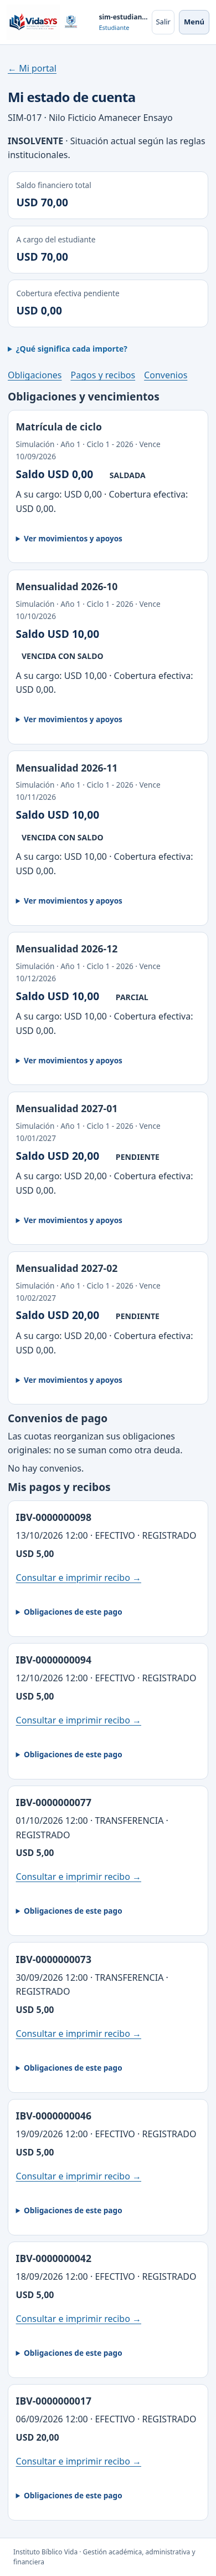 VidaSYS
sim-estudian...
Estudiante
Salir
Menú
← Mi portal
Mi estado de cuenta
SIM-017 · Nilo Ficticio Amanecer Ensayo
INSOLVENTE · Situación actual según las reglas
institucionales.
Saldo financiero total
USD 70,00
A cargo del estudiante
USD 70,00
Cobertura efectiva pendiente
USD 0,00
▸ ¿Qué significa cada importe?
Obligaciones Pagos y recibos Convenios
Obligaciones y vencimientos
Matrícula de ciclo
Simulación · Año 1 · Ciclo 1 - 2026 · Vence
10/09/2026
Saldo USD 0,00 SALDADA
A su cargo: USD 0,00 · Cobertura efectiva:
USD 0,00.
▸ Ver movimientos y apoyos
Mensualidad 2026-10
Simulación · Año 1 · Ciclo 1 - 2026 · Vence
10/10/2026
Saldo USD 10,00
VENCIDA CON SALDO
A su cargo: USD 10,00 · Cobertura efectiva:
USD 0,00.
▸ Ver movimientos y apoyos
Mensualidad 2026-11
Simulación · Año 1 · Ciclo 1 - 2026 · Vence
10/11/2026
Saldo USD 10,00
VENCIDA CON SALDO
A su cargo: USD 10,00 · Cobertura efectiva:
USD 0,00.
▸ Ver movimientos y apoyos
Mensualidad 2026-12
Simulación · Año 1 · Ciclo 1 - 2026 · Vence
10/12/2026
Saldo USD 10,00 PARCIAL
A su cargo: USD 10,00 · Cobertura efectiva:
USD 0,00.
▸ Ver movimientos y apoyos
Mensualidad 2027-01
Simulación · Año 1 · Ciclo 1 - 2026 · Vence
10/01/2027
Saldo USD 20,00 PENDIENTE
A su cargo: USD 20,00 · Cobertura efectiva:
USD 0,00.
▸ Ver movimientos y apoyos
Mensualidad 2027-02
Simulación · Año 1 · Ciclo 1 - 2026 · Vence
10/02/2027
Saldo USD 20,00 PENDIENTE
A su cargo: USD 20,00 · Cobertura efectiva:
USD 0,00.
▸ Ver movimientos y apoyos
Convenios de pago
Las cuotas reorganizan sus obligaciones
originales: no se suman como otra deuda.
No hay convenios.
Mis pagos y recibos
IBV-0000000098
13/10/2026 12:00 · EFECTIVO · REGISTRADO
USD 5,00
Consultar e imprimir recibo →
▸ Obligaciones de este pago
IBV-0000000094
12/10/2026 12:00 · EFECTIVO · REGISTRADO
USD 5,00
Consultar e imprimir recibo →
▸ Obligaciones de este pago
IBV-0000000077
01/10/2026 12:00 · TRANSFERENCIA ·
REGISTRADO
USD 5,00
Consultar e imprimir recibo →
▸ Obligaciones de este pago
IBV-0000000073
30/09/2026 12:00 · TRANSFERENCIA ·
REGISTRADO
USD 5,00
Consultar e imprimir recibo →
▸ Obligaciones de este pago
IBV-0000000046
19/09/2026 12:00 · EFECTIVO · REGISTRADO
USD 5,00
Consultar e imprimir recibo →
▸ Obligaciones de este pago
IBV-0000000042
18/09/2026 12:00 · EFECTIVO · REGISTRADO
USD 5,00
Consultar e imprimir recibo →
▸ Obligaciones de este pago
IBV-0000000017
06/09/2026 12:00 · EFECTIVO · REGISTRADO
USD 20,00
Consultar e imprimir recibo →
▸ Obligaciones de este pago
Instituto Bíblico Vida · Gestión académica, administrativa y
financiera